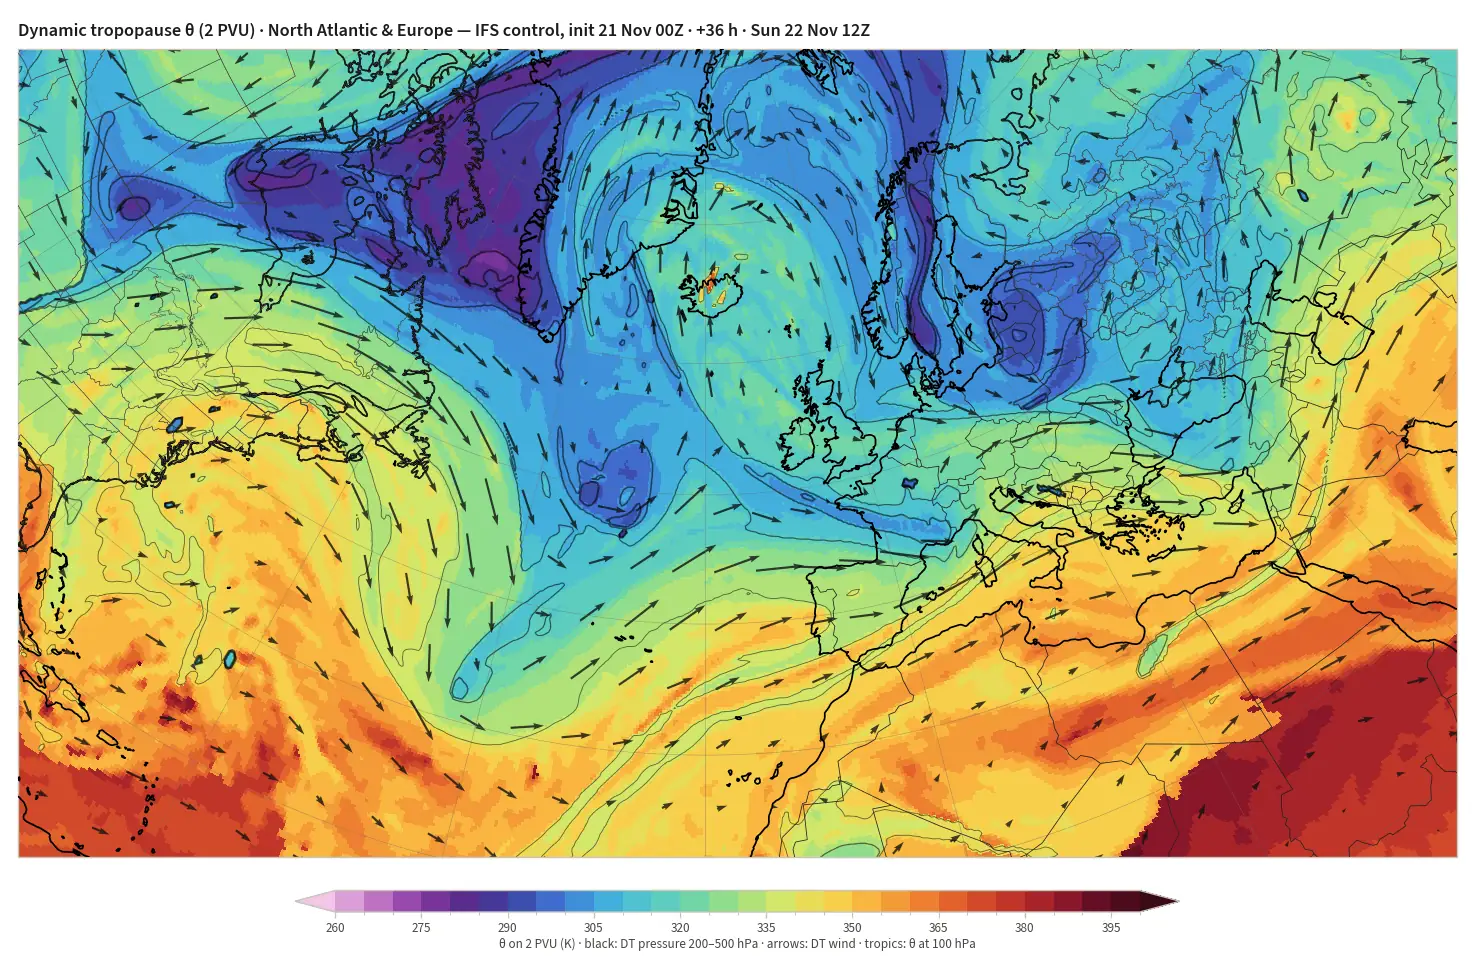 Dynamic tropopause θ (2 PVU) · North Atlantic & Europe — IFS control, init 21 Nov 00Z · +36 h · Sun 22 Nov 12Z
260 275 290 305 320 335 350 365 380 395
θ on 2 PVU (K) · black: DT pressure 200–500 hPa · arrows: DT wind · tropics: θ at 100 hPa